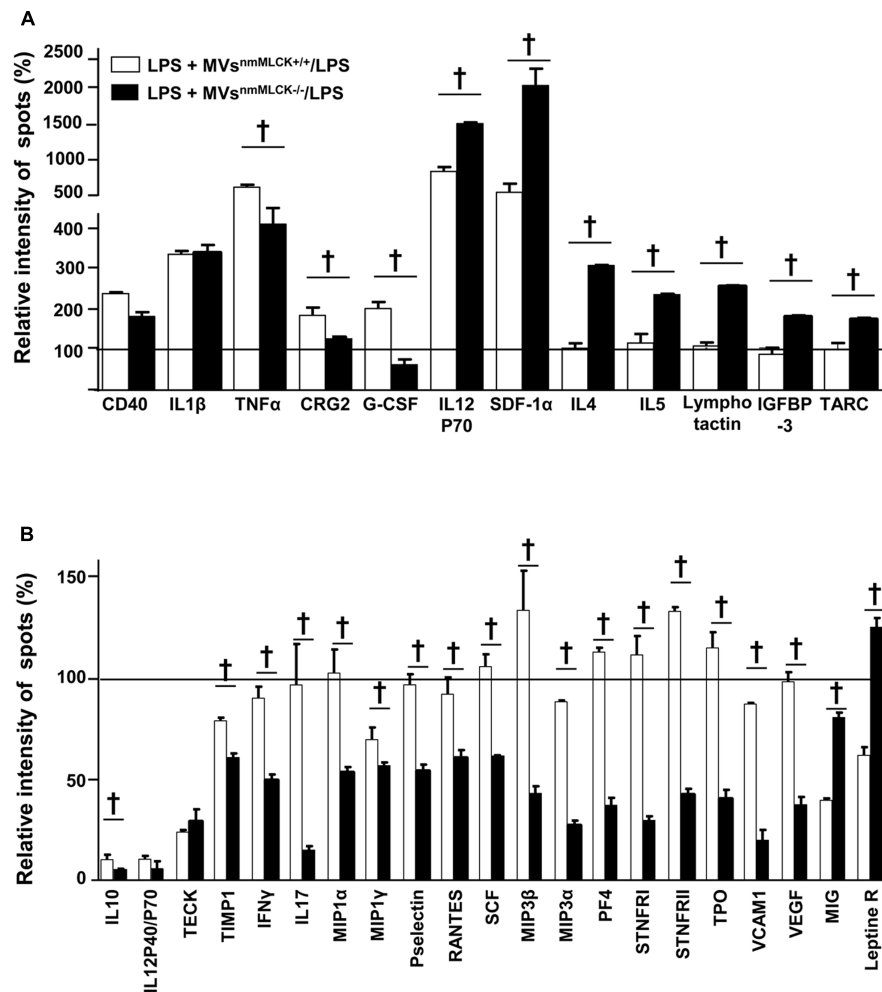 A
Relative intensity of spots (%)
2500
2000
1500
1000
500
400
300
200
100
LPS + MVsnmMLCK+/+/LPS
LPS + MVsnmMLCK-/-/LPS
† † † † † † † † † †
CD40 IL1β TNFα CRG2 G-CSF IL12 SDF-1α IL4 IL5 Lympho IGFBP TARC
P70 tactin -3
B
Relative intensity of spots (%)
150
100
50
0
† † † † † † † † † † † † † † † † † † †
IL10
IL12P40/P70
TECK
TIMP1
IFNγ
IL17
MIP1α
MIP1γ
Pselectin
RANTES
SCF
MIP3β
MIP3α
PF4
STNFRI
STNFRII
TPO
VCAM1
VEGF
MIG
Leptine R